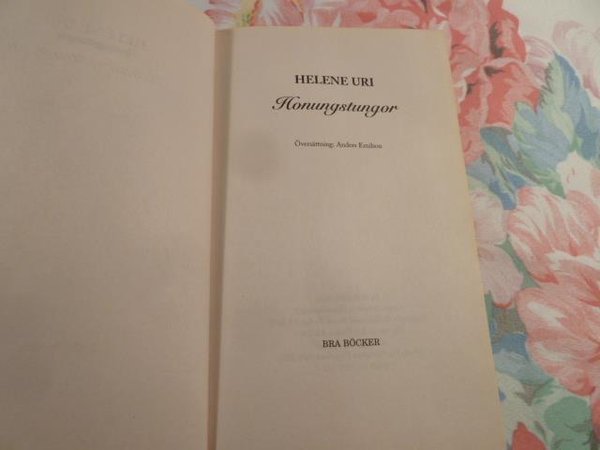 HELENE URI
Honungstungor
Översättning: Anders Emilson
BRA BÖCKER